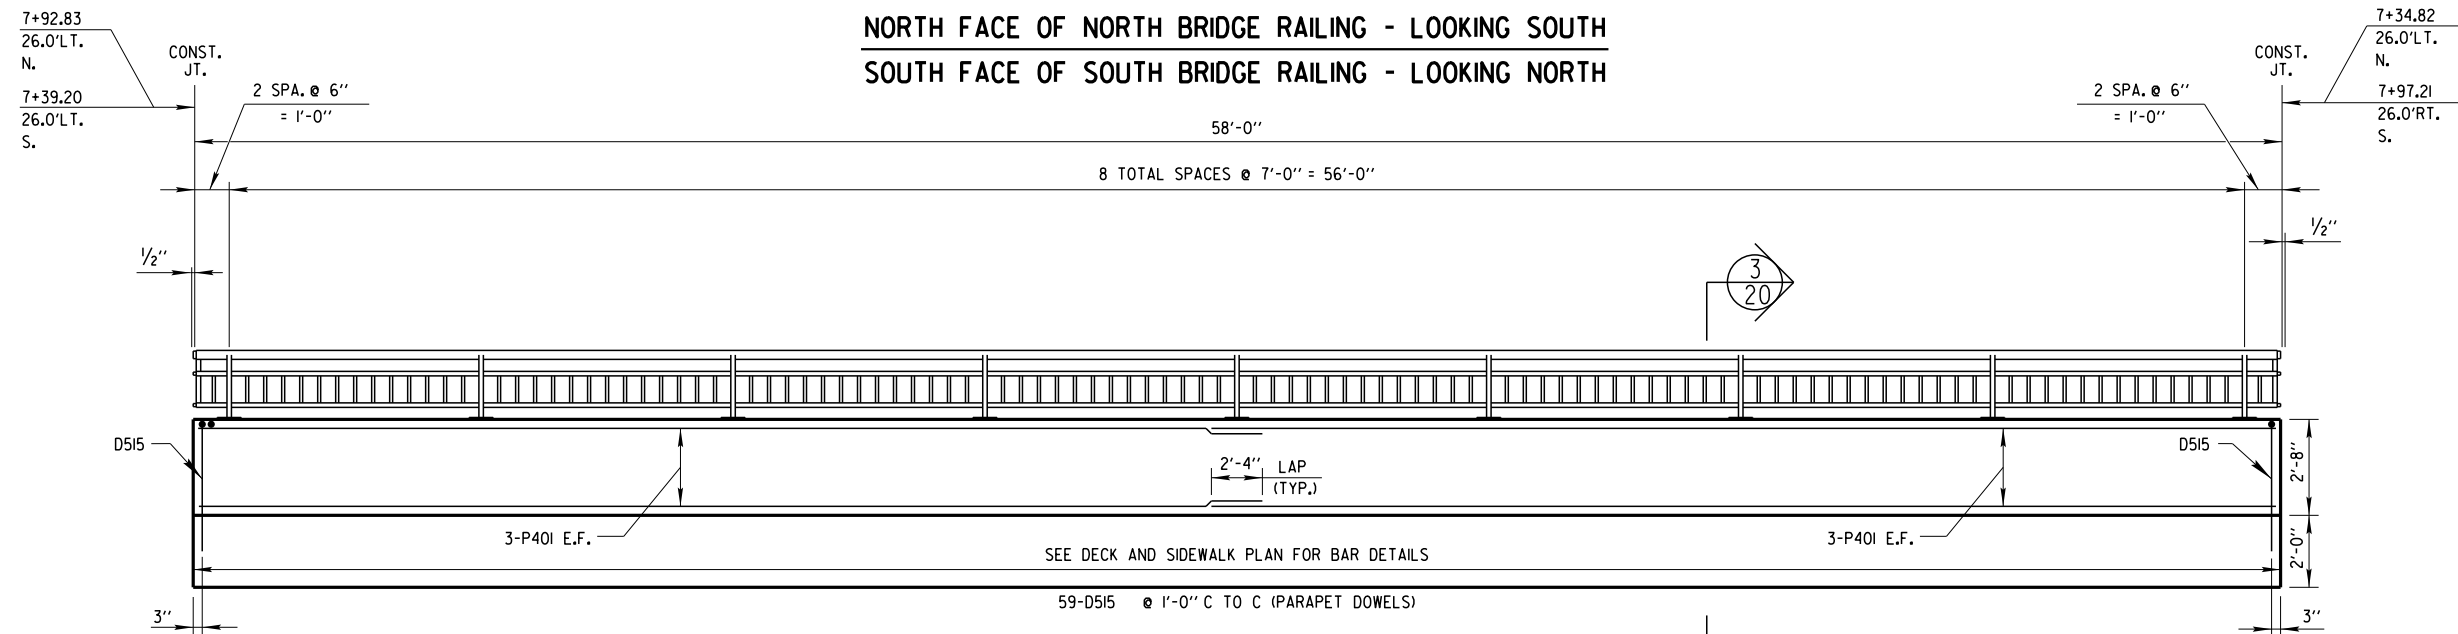 NORTH FACE OF NORTH BRIDGE RAILING - LOOKING SOUTH
SOUTH FACE OF SOUTH BRIDGE RAILING - LOOKING NORTH
7+92.83
26.0'LT.
N.
7+39.20
26.0'LT.
S.
CONST.
JT.
2 SPA. @ 6''
= 1'-0''
7+34.82
26.0'LT.
N.
7+97.21
26.0'RT.
S.
CONST.
JT.
2 SPA. @ 6''
= 1'-0''
58'-0''
8 TOTAL SPACES @ 7'-0'' = 56'-0''
1/2''
1/2''
3
20
D515
D515
2'-4'' LAP
(TYP.)
2'-8''
3-P401 E.F.
3-P401 E.F.
2'-0''
SEE DECK AND SIDEWALK PLAN FOR BAR DETAILS
59-D515 @ 1'-0'' C TO C (PARAPET DOWELS)
3''
3''